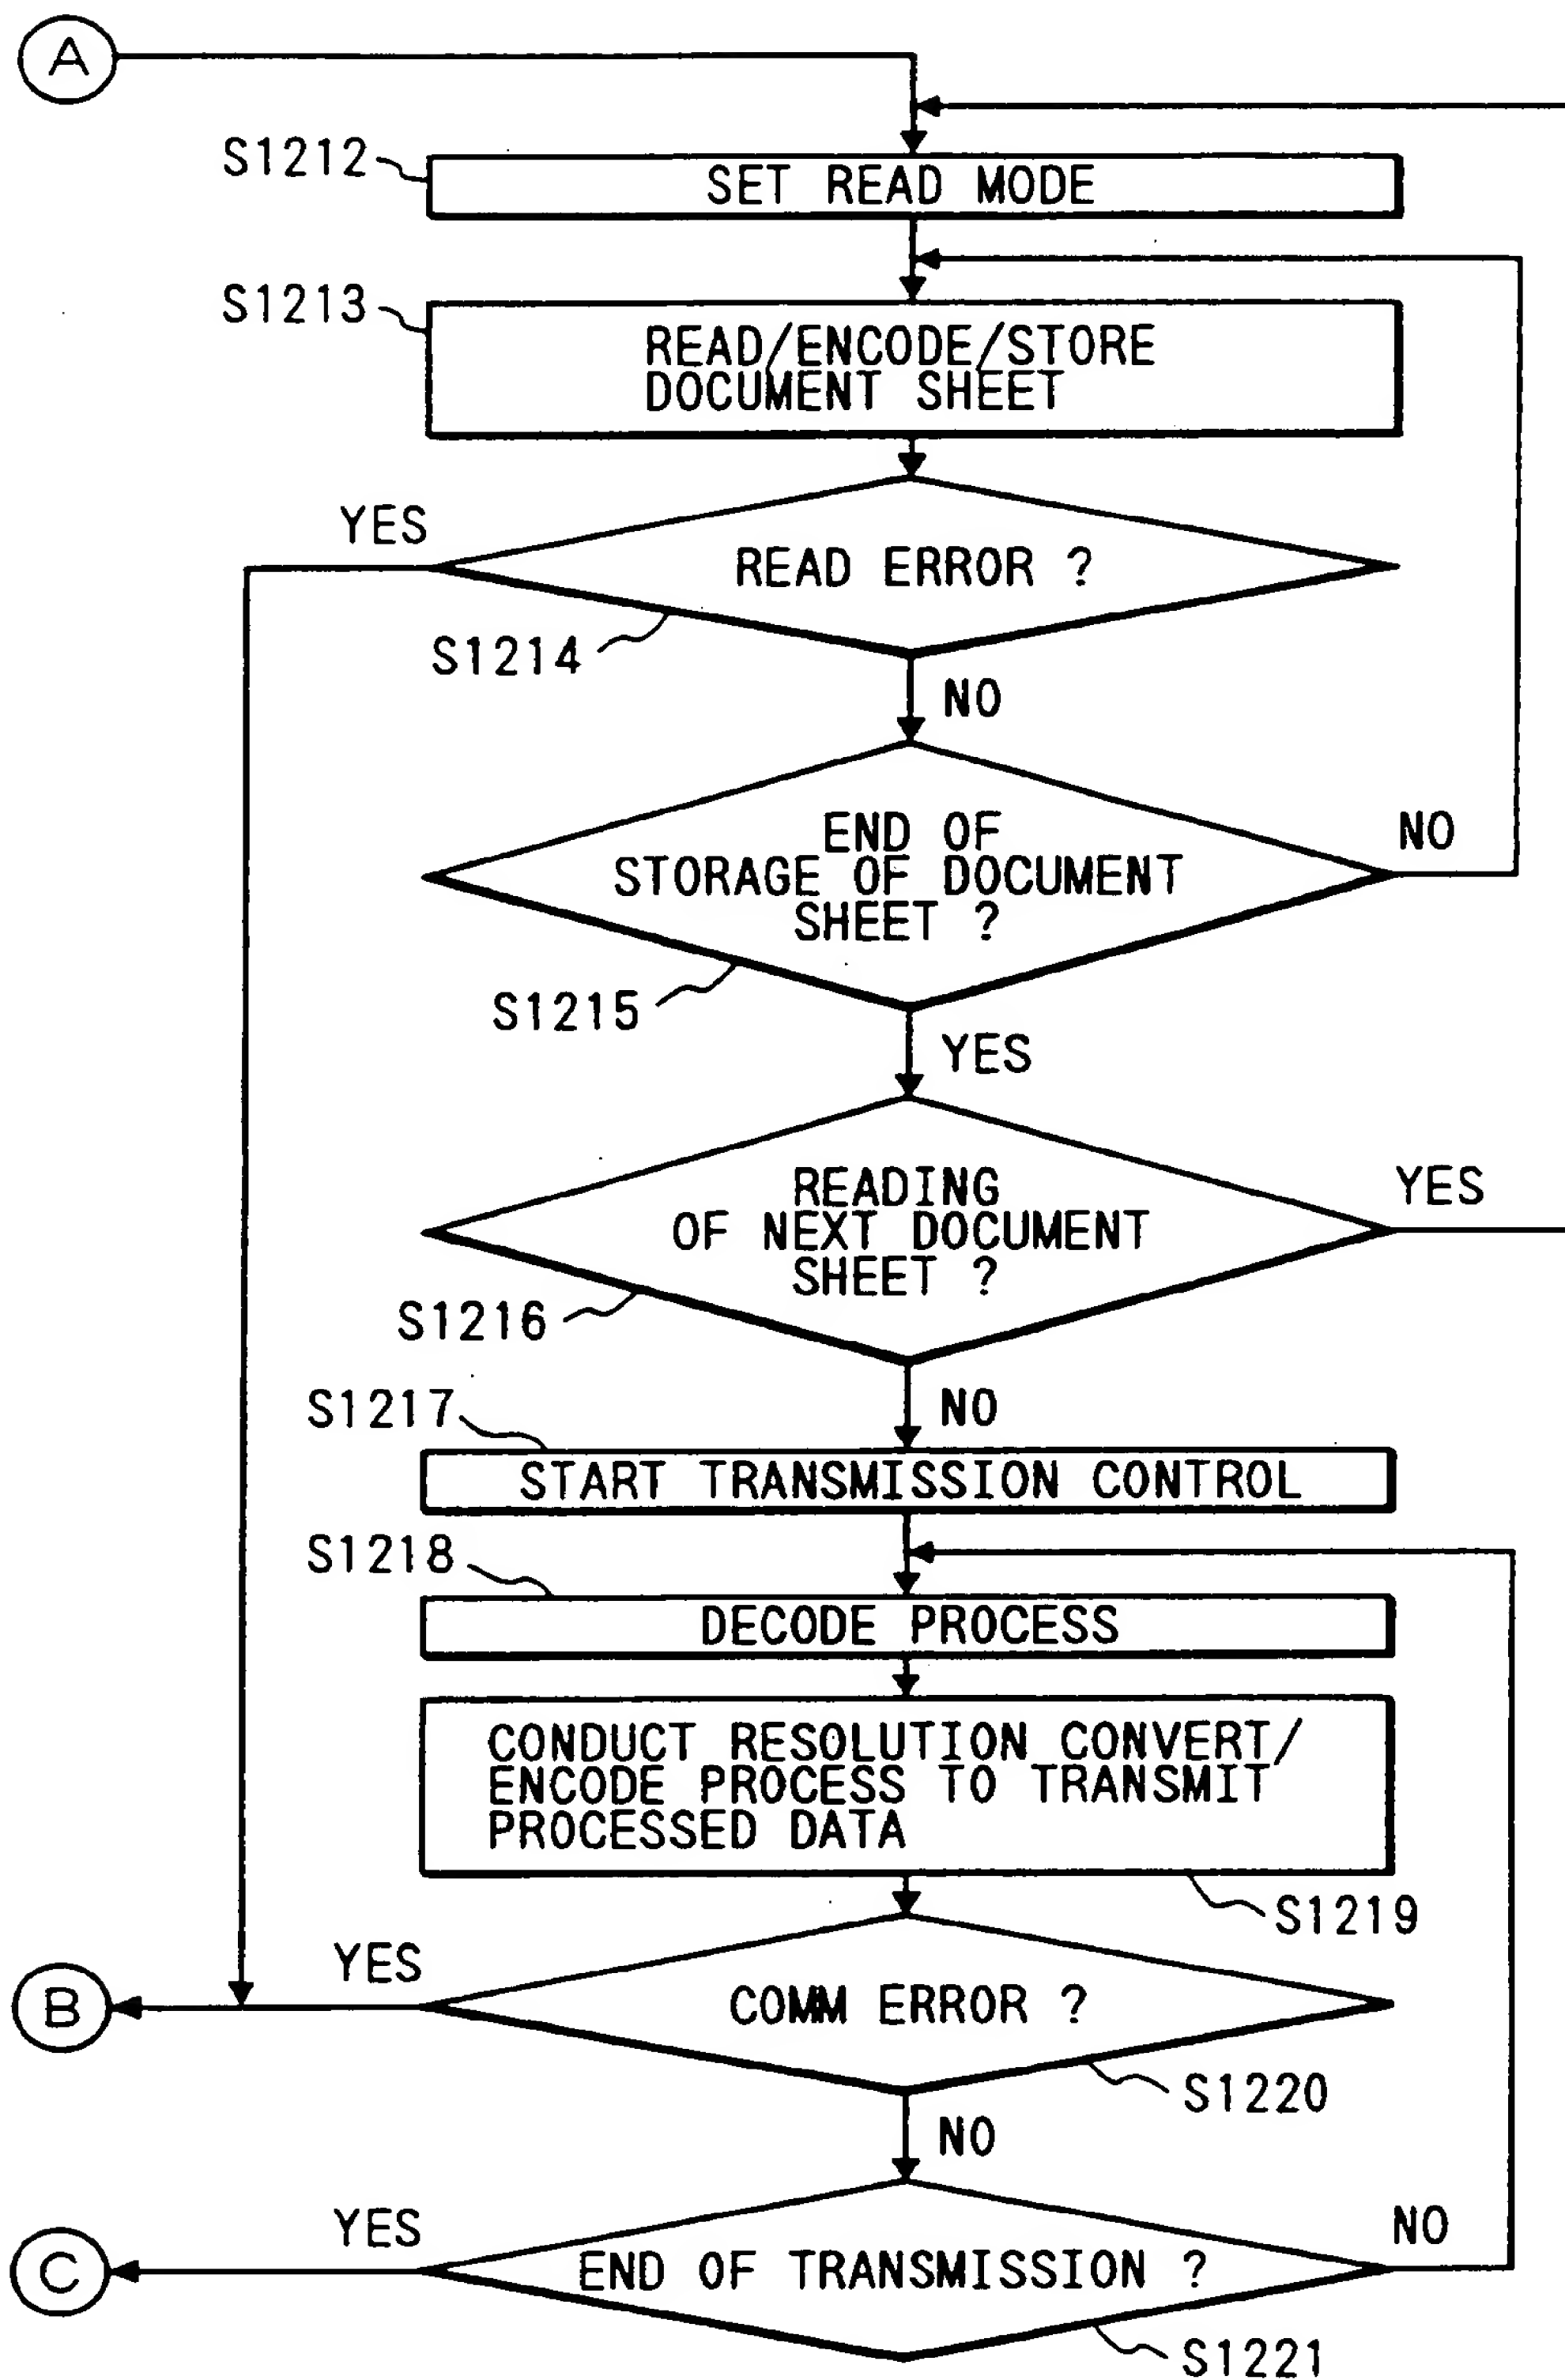 A
S1212
SET READ MODE
S1213
READ/ENCODE/STORE
DOCUMENT SHEET
YES
READ ERROR ?
S1214
NO
END OF
STORAGE OF DOCUMENT
SHEET ?
NO
S1215
YES
READING
OF NEXT DOCUMENT
SHEET ?
YES
S1216
NO
S1217
START TRANSMISSION CONTROL
S1218
DECODE PROCESS
CONDUCT RESOLUTION CONVERT/
ENCODE PROCESS TO TRANSMIT
PROCESSED DATA
S1219
YES
B
COMM ERROR ?
S1220
NO
YES
NO
C
END OF TRANSMISSION ?
S1221